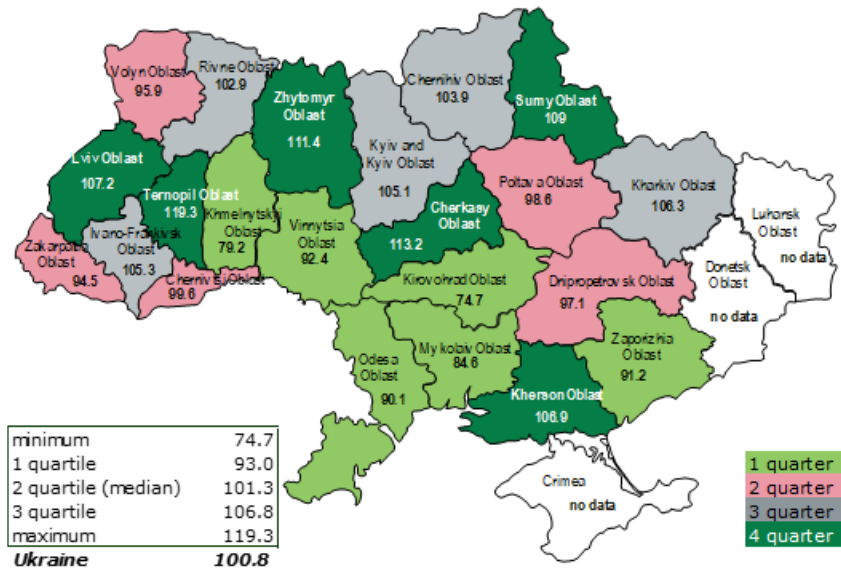 Volyn Oblast
95.9
Rivne Oblast
102.9
Zhytomyr
Oblast
111.4
Chernihiv Oblast
103.9
Sumy Oblast
109
Kyiv and
Kyiv Oblast
105.1
Lviv Oblast
107.2
Ternopil Oblast
119.3
Khmelnytskyi
Oblast
79.2
Vinnytsia
Oblast
92.4
Cherkasy
Oblast
113.2
Poltava Oblast
98.6
Kharkiv Oblast
106.3
Luhansk
Oblast
no data
Donetsk
Oblast
no data
Zakarpattia
Oblast
94.5
Ivano-Frankivsk
Oblast
105.3
Chernivtsi Oblast
99.6
Kirovohrad Oblast
74.7
Dnipropetrovsk Oblast
97.1
Zaporizhia
Oblast
91.2
Odesa
Oblast
90.1
Mykolaiv Oblast
84.6
Kherson Oblast
106.9
Crimea
no data
minimum 74.7
1 quartile 93.0
2 quartile (median) 101.3
3 quartile 106.8
maximum 119.3
Ukraine 100.8
1 quarter
2 quarter
3 quarter
4 quarter